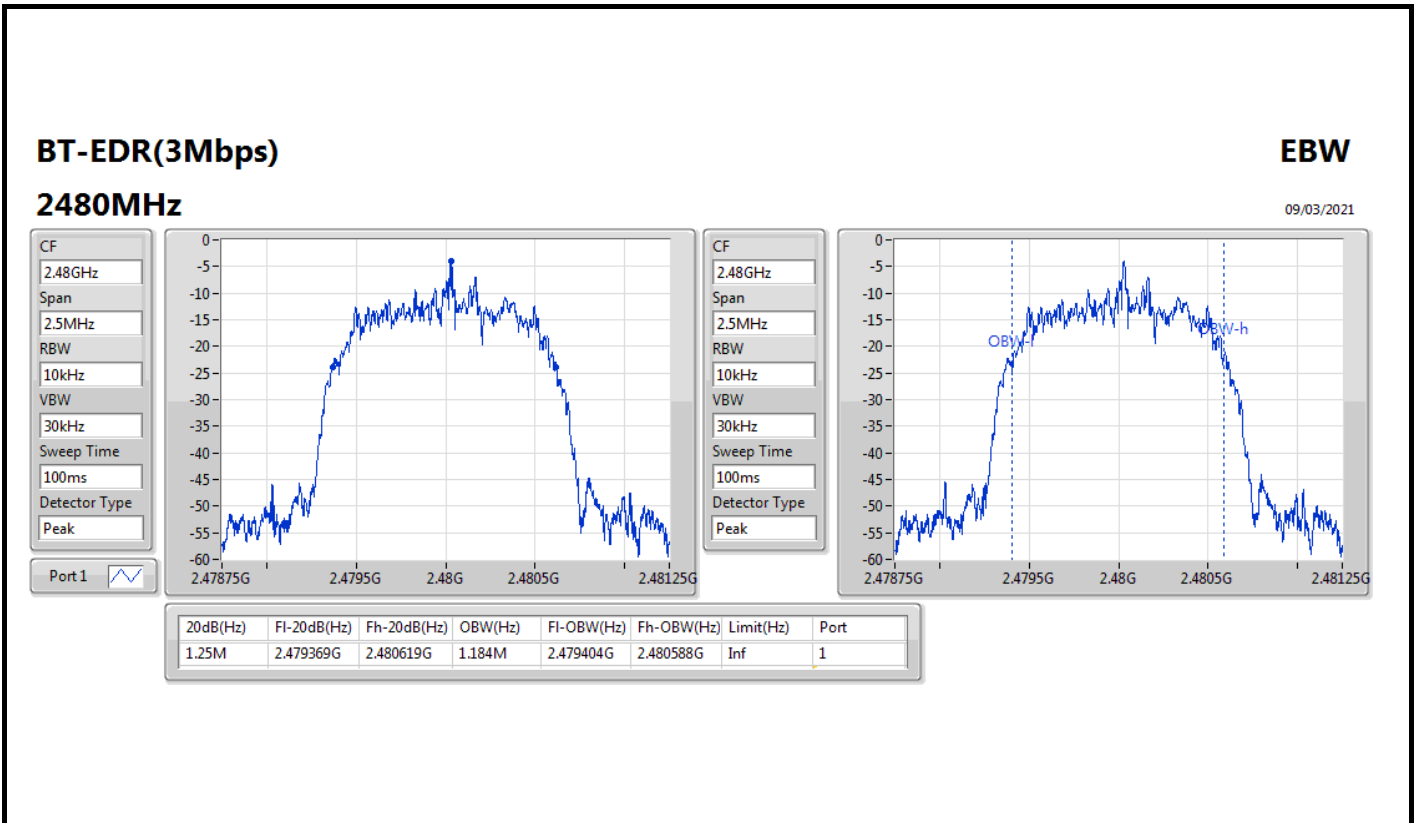 BT-EDR(3Mbps)
EBW
2480MHz
09/03/2021
CF
2.48GHz
Span
2.5MHz
RBW
10kHz
VBW
30kHz
Sweep Time
100ms
Detector Type
Peak
Port 1
0
-5
-10
-15
-20
-25
-30
-35
-40
-45
-50
-55
-60
2.47875G 2.4795G 2.48G 2.4805G 2.48125G
CF
2.48GHz
Span
2.5MHz
RBW
10kHz
VBW
30kHz
Sweep Time
100ms
Detector Type
Peak
0
-5
-10
-15
-20
-25
-30
-35
-40
-45
-50
-55
-60
OBW-l
OBW-h
2.47875G 2.4795G 2.48G 2.4805G 2.48125G
20dB(Hz) Fl-20dB(Hz) Fh-20dB(Hz) OBW(Hz) Fl-OBW(Hz) Fh-OBW(Hz) Limit(Hz) Port
1.25M 2.479369G 2.480619G 1.184M 2.479404G 2.480588G Inf 1